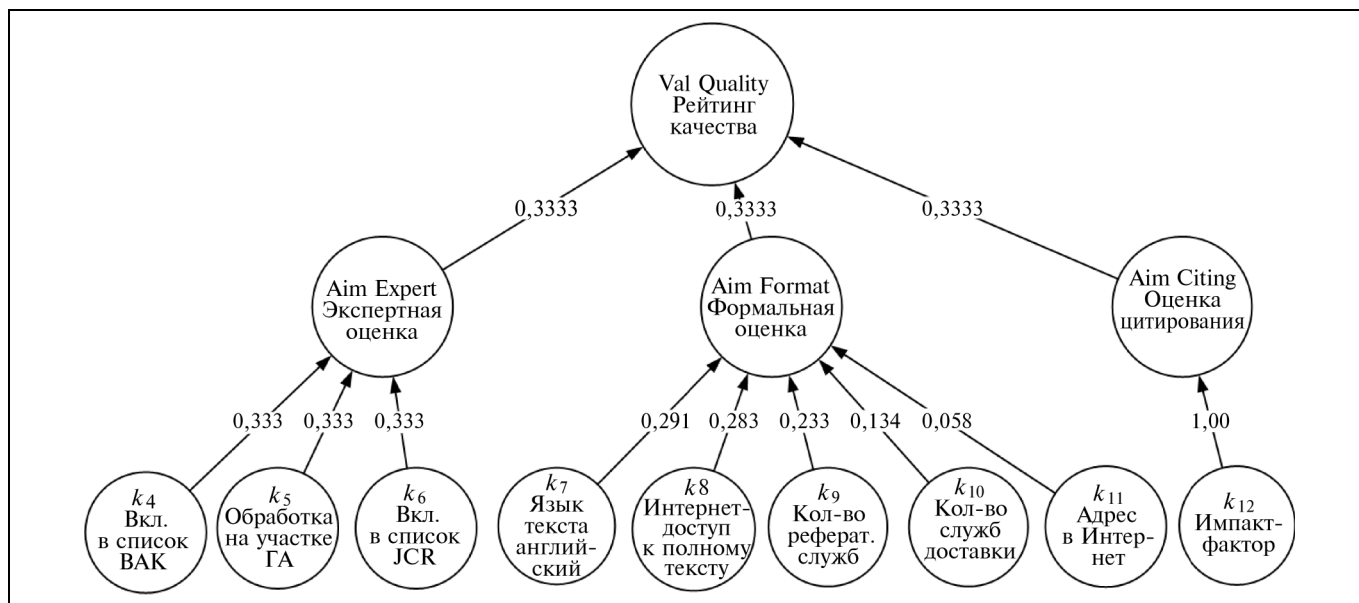 Val Quality
Рейтинг
качества
0,3333
0,3333
0,3333
Aim Expert
Экспертная
оценка
Aim Format
Формальная
оценка
Aim Citing
Оценка
цитирования
0,333
0,333
0,333
0,291
0,283
0,233
0,134
0,058
1,00
k4
Вкл.
в список
ВАК
k5
Обработка
на участке
ГА
k6
Вкл.
в список
JCR
k7
Язык
текста
англий-
ский
k8
Интернет-
доступ
к полному
тексту
k9
Кол-во
реферат.
служб
k10
Кол-во
служб
доставки
k11
Адрес
в Интер-
нет
k12
Импакт-
фактор